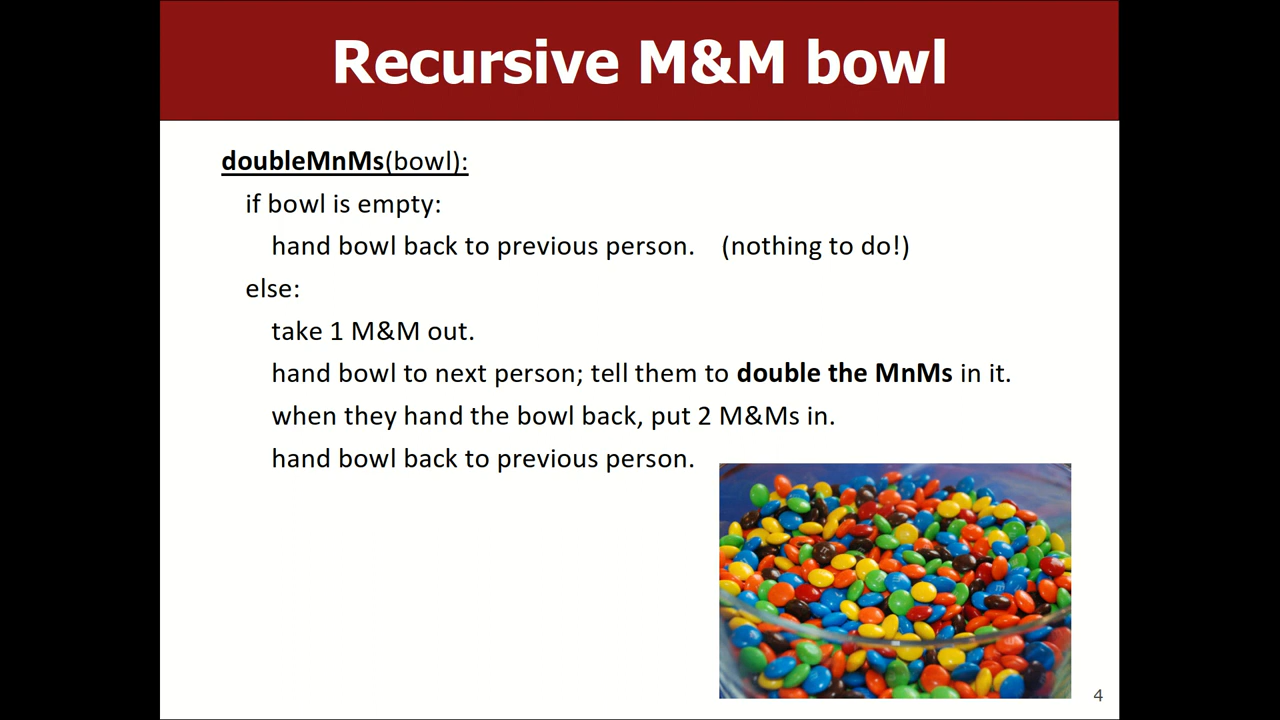 Recursive M&M bowl
doubleMnMs(bowl):
if bowl is empty:
hand bowl back to previous person. (nothing to do!)
else:
take 1 M&M out.
hand bowl to next person; tell them to double the MnMs in it.
when they hand the bowl back, put 2 M&Ms in.
hand bowl back to previous person.
4